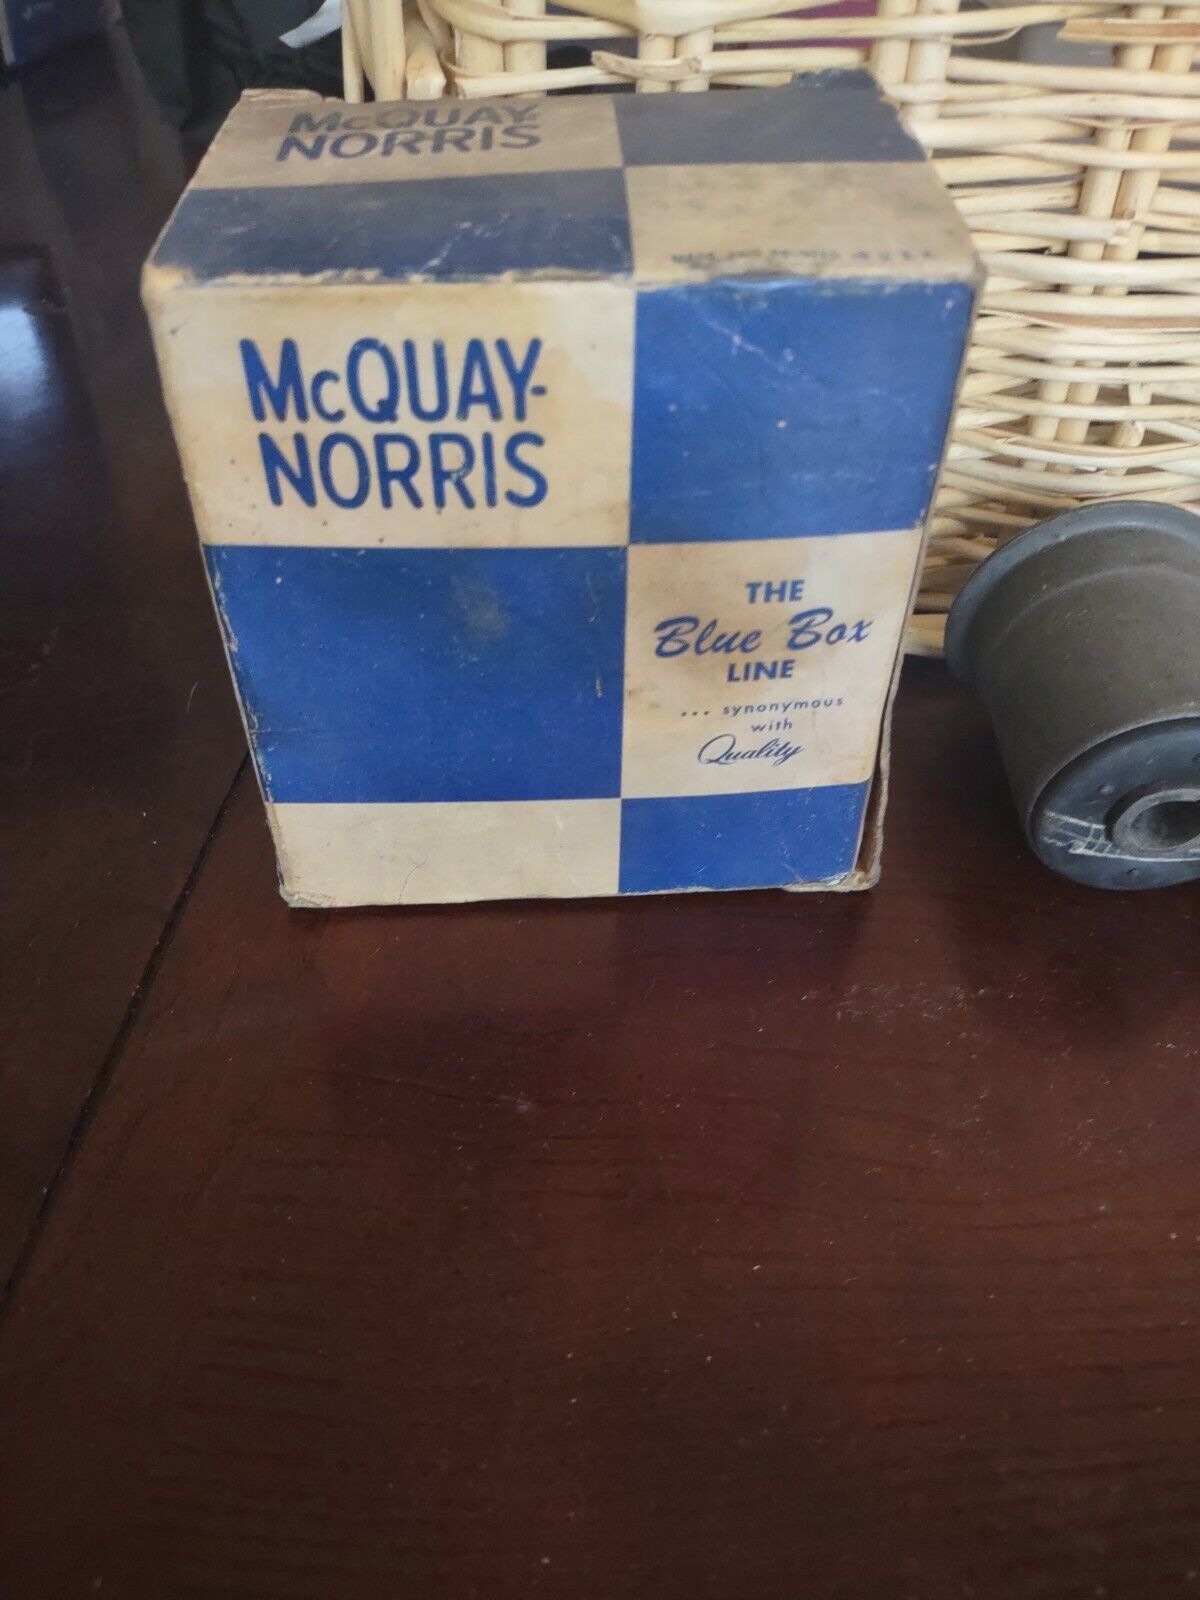 McQUAY-
NORRIS
McQUAY-
NORRIS
THE
Blue Box
LINE
... synonymous
with
Quality